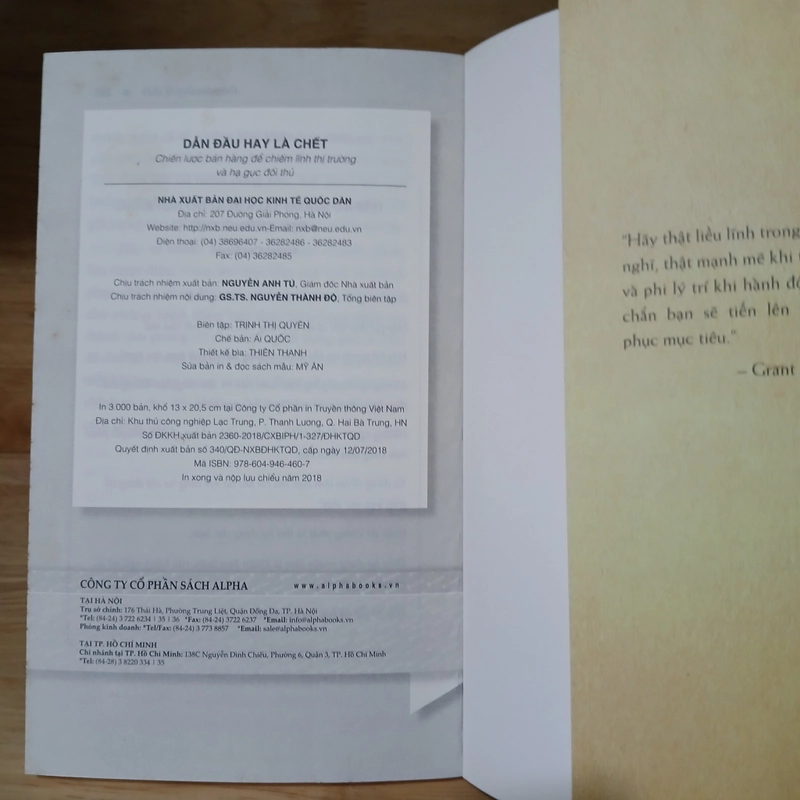 DẪN ĐẦU HAY LÀ CHẾT
Chiến lược bán hàng để chiếm lĩnh thị trường
và hạ gục đối thủ
NHÀ XUẤT BẢN ĐẠI HỌC KINH TẾ QUỐC DÂN
Địa chỉ: 207 Đường Giải Phóng, Hà Nội
Website: http://nxb.neu.edu.vn-Email: nxb@neu.edu.vn
Điện thoại: (04) 38696407 - 36282486 - 36282483
Fax: (04) 36282485
Chịu trách nhiệm xuất bản: NGUYỄN ANH TÚ, Giám đốc Nhà xuất bản
Chịu trách nhiệm nội dung: GS.TS. NGUYỄN THÀNH ĐỘ, Tổng biên tập
Biên tập: TRỊNH THỊ QUYÊN
Chế bản: ÁI QUỐC
Thiết kế bìa: THIÊN THANH
Sửa bản in & đọc sách mẫu: MỸ ÂN
In 3.000 bản, khổ 13 x 20,5 cm tại Công ty Cổ phần in Truyền thông Việt Nam
Địa chỉ: Khu thủ công nghiệp Lạc Trung, P. Thanh Lương, Q. Hai Bà Trưng, HN
Số ĐKKH xuất bản 2360-2018/CXBIPH/1-327/ĐHKTQD
Quyết định xuất bản số 340/QĐ-NXBĐHKTQD, cấp ngày 12/07/2018
Mã ISBN: 978-604-946-460-7
In xong và nộp lưu chiểu năm 2018
CÔNG TY CỔ PHẦN SÁCH ALPHA www.alphabooks.vn
TẠI HÀ NỘI
Trụ sở chính: 176 Thái Hà, Phường Trung Liệt, Quận Đống Đa, TP. Hà Nội
*Tel: (84-24) 3 722 6234 | 35 | 36 *Fax: (84-24) 3722 6237 *Email: info@alphabooks.vn
Phòng kinh doanh: *Tel/Fax: (84-24) 3 773 8857 *Email: sale@alphabooks.vn
TẠI TP. HỒ CHÍ MINH
Chi nhánh tại TP. Hồ Chí Minh: 138C Nguyễn Đình Chiểu, Phường 6, Quận 3, TP. Hồ Chí Minh
*Tel: (84-28) 3 8220 334 | 35
"Hãy thật liều lĩnh trong
nghĩ, thật mạnh mẽ khi
và phi lý trí khi hành
chắn bạn sẽ tiến lên
phục mục tiêu."
– Grant